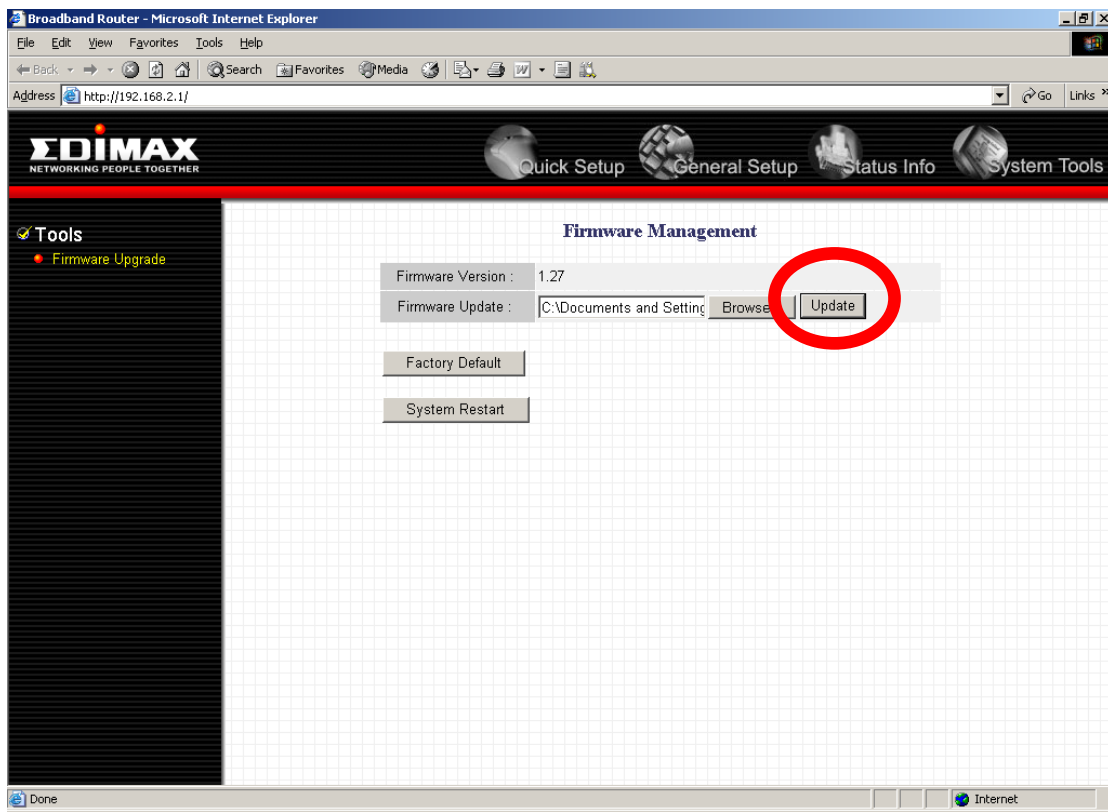 Broadband Router - Microsoft Internet Explorer
File Edit View Favorites Tools Help
Back Search Favorites Media
Address http://192.168.2.1/ Go Links »
EDIMAX
NETWORKING PEOPLE TOGETHER
Quick Setup General Setup Status Info System Tools
Tools
Firmware Upgrade
Firmware Management
Firmware Version : 1.27
Firmware Update : C:\Documents and Setting Browse Update
Factory Default
System Restart
Done Internet